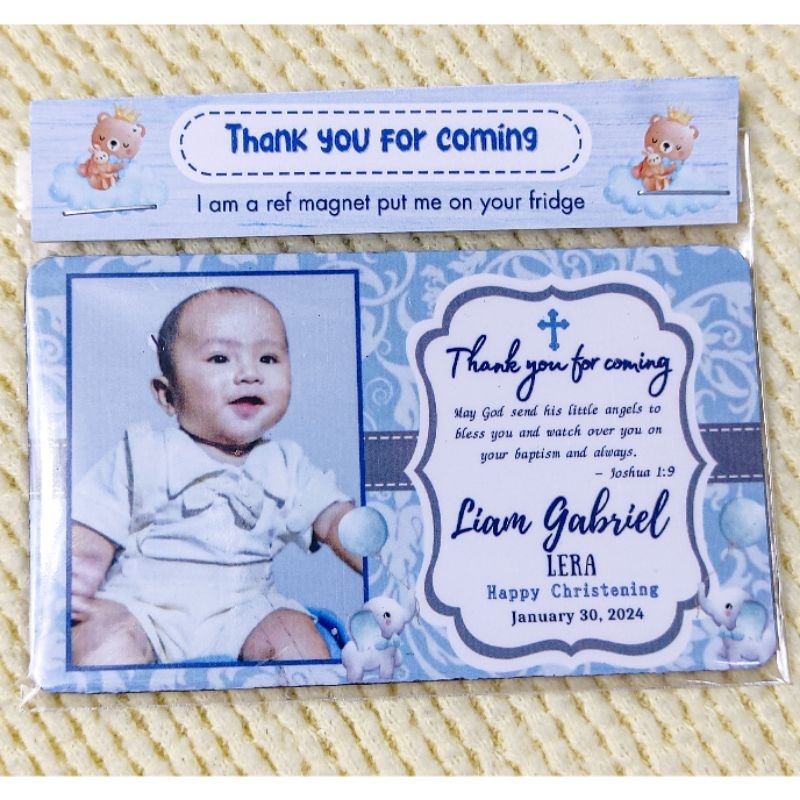 Thank you for coming
I am a ref magnet put me on your fridge
Thank you for coming
May God send his little angels to
bless you and watch over you on
your baptism and always.
– Joshua 1:9
Liam Gabriel
LERA
Happy Christening
January 30, 2024